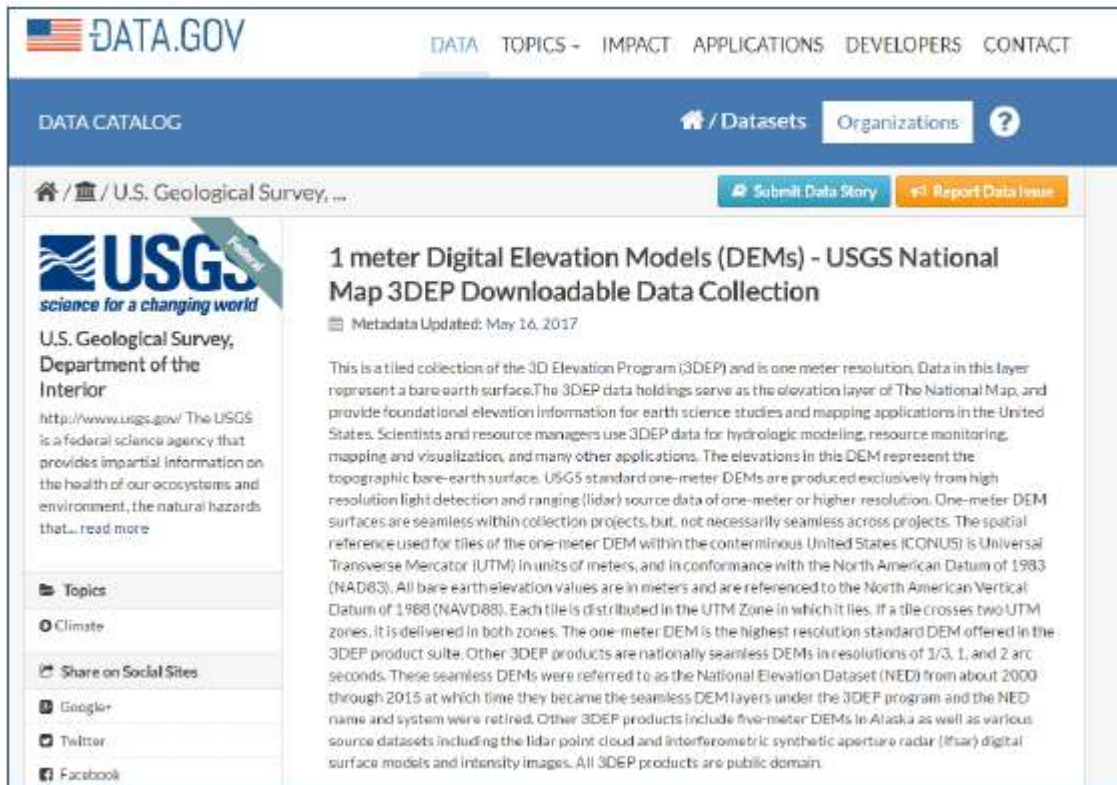 DATA.GOV
DATA TOPICS IMPACT APPLICATIONS DEVELOPERS CONTACT
DATA CATALOG
/ Datasets Organizations ?
/ / U.S. Geological Survey, ...
Submit Data Story Report Data Issue
USGS
science for a changing world
Federal
U.S. Geological Survey,
Department of the
Interior
http://www.usgs.gov/ The USGS
is a federal science agency that
provides impartial information on
the health of our ecosystems and
environment, the natural hazards
that... read more
Topics
Climate
Share on Social Sites
Google+
Twitter
Facebook
1 meter Digital Elevation Models (DEMs) - USGS National
Map 3DEP Downloadable Data Collection
Metadata Updated: May 16, 2017
This is a tiled collection of the 3D Elevation Program (3DEP) and is one meter resolution. Data in this layer
represent a bare earth surface.The 3DEP data holdings serve as the elevation layer of The National Map, and
provide foundational elevation information for earth science studies and mapping applications in the United
States. Scientists and resource managers use 3DEP data for hydrologic modeling, resource monitoring,
mapping and visualization, and many other applications. The elevations in this DEM represent the
topographic bare-earth surface. USGS standard one-meter DEMs are produced exclusively from high
resolution light detection and ranging (lidar) source data of one-meter or higher resolution. One-meter DEM
surfaces are seamless within collection projects, but, not necessarily seamless across projects. The spatial
reference used for tiles of the one-meter DEM within the conterminous United States (CONUS) is Universal
Transverse Mercator (UTM) in units of meters, and in conformance with the North American Datum of 1983
(NAD83). All bare earth elevation values are in meters and are referenced to the North American Vertical
Datum of 1988 (NAVD88). Each tile is distributed in the UTM Zone in which it lies. If a tile crosses two UTM
zones, it is delivered in both zones. The one-meter DEM is the highest resolution standard DEM offered in the
3DEP product suite. Other 3DEP products are nationally seamless DEMs in resolutions of 1/3, 1, and 2 arc
seconds. These seamless DEMs were referred to as the National Elevation Dataset (NED) from about 2000
through 2015 at which time they became the seamless DEM layers under the 3DEP program and the NED
name and system were retired. Other 3DEP products include five-meter DEMs in Alaska as well as various
source datasets including the lidar point cloud and interferometric synthetic aperture radar (Ifsar) digital
surface models and intensity images. All 3DEP products are public domain.